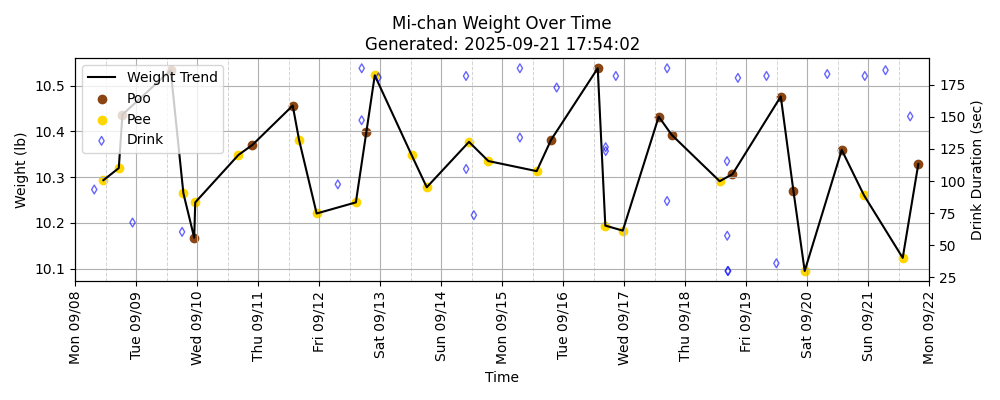 Mi-chan Weight Over Time
Generated: 2025-09-21 17:54:02
Weight Trend
Poo
Pee
Drink
Weight (lb)
10.5
10.4
10.3
10.2
10.1
175
150
125
100
75
50
25
Drink Duration (sec)
Mon 09/08
Tue 09/09
Wed 09/10
Thu 09/11
Fri 09/12
Sat 09/13
Sun 09/14
Mon 09/15
Tue 09/16
Wed 09/17
Thu 09/18
Fri 09/19
Sat 09/20
Sun 09/21
Mon 09/22
Time